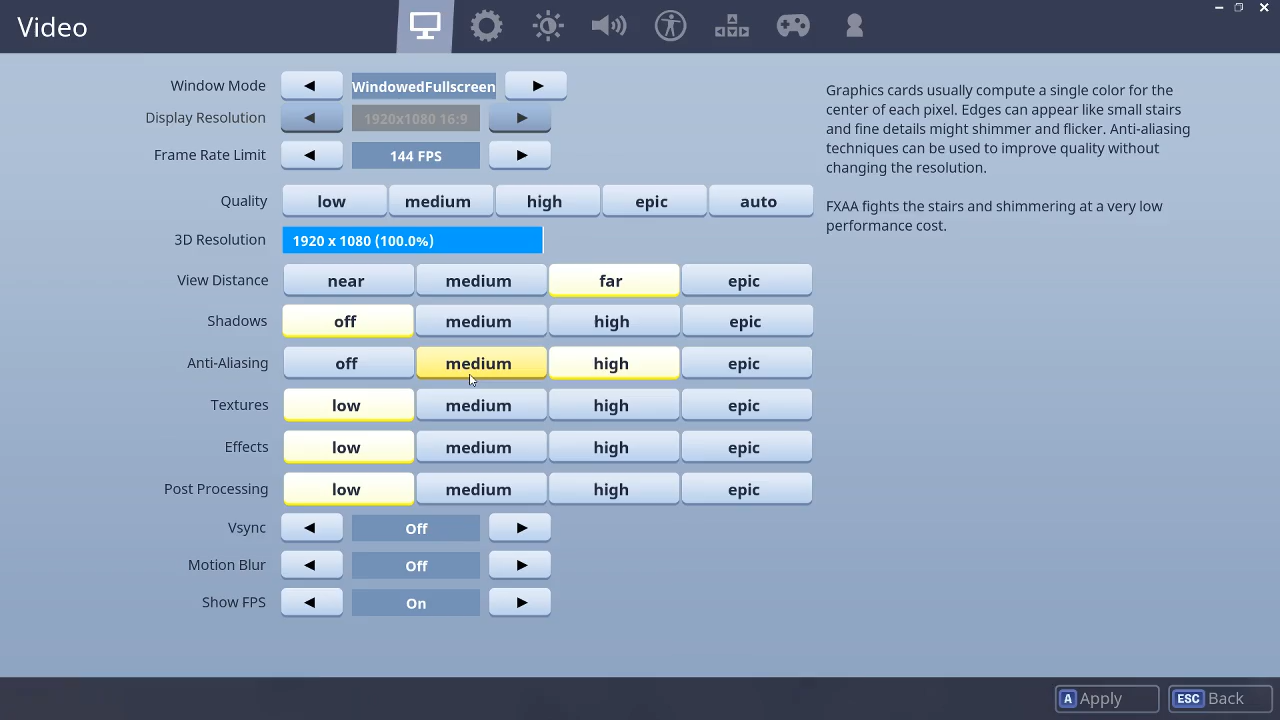 Video
Window Mode ◄ WindowedFullscreen ►
Display Resolution ◄ 1920x1080 16:9 ►
Frame Rate Limit ◄ 144 FPS ►
Quality low medium high epic auto
3D Resolution 1920 x 1080 (100.0%)
View Distance near medium far epic
Shadows off medium high epic
Anti-Aliasing off medium high epic
Textures low medium high epic
Effects low medium high epic
Post Processing low medium high epic
Vsync ◄ Off ►
Motion Blur ◄ Off ►
Show FPS ◄ On ►
Graphics cards usually compute a single color for the
center of each pixel. Edges can appear like small stairs
and fine details might shimmer and flicker. Anti-aliasing
techniques can be used to improve quality without
changing the resolution.
FXAA fights the stairs and shimmering at a very low
performance cost.
A Apply ESC Back